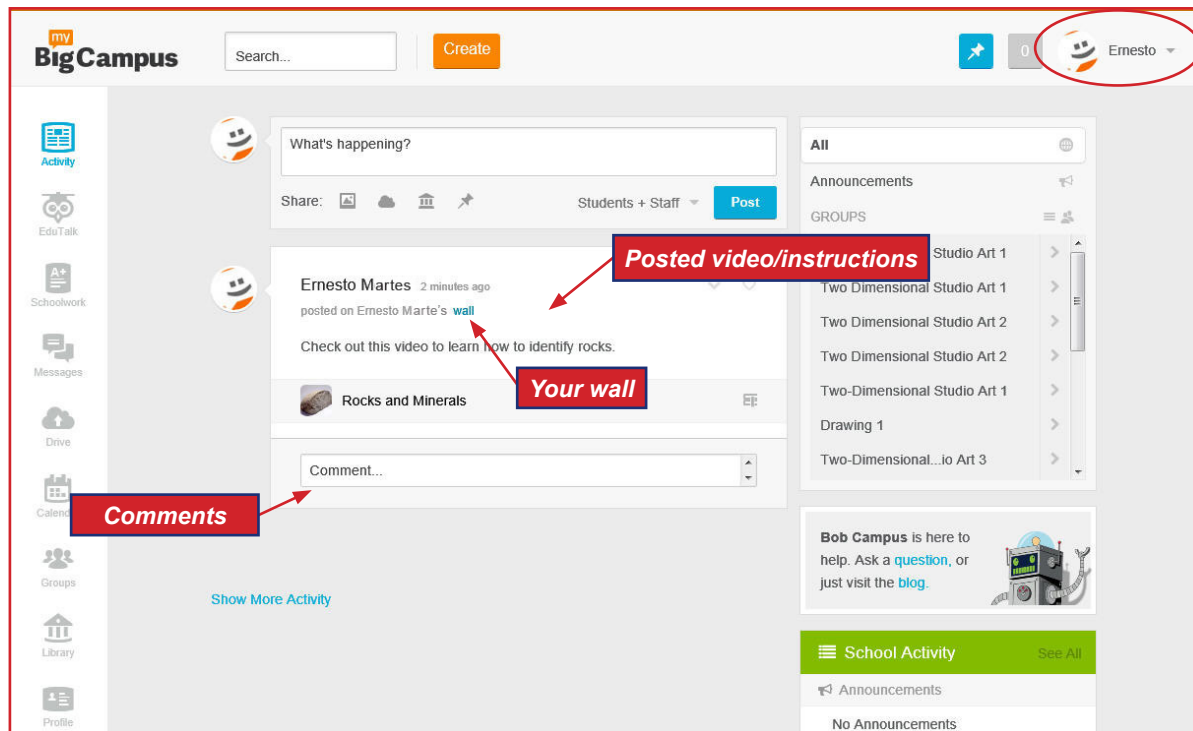 my
BigCampus
Search...
Create
0
Ernesto
Activity
EduTalk
A+
Schoolwork
Messages
Drive
Calend
Groups
Library
Profile
What's happening?
Share:
Students + Staff
Post
Posted video/instructions
Ernesto Martes 2 minutes ago
posted on Ernesto Marte's wall
Check out this video to learn how to identify rocks.
Your wall
Rocks and Minerals
Comment...
Comments
Show More Activity
All
Announcements
GROUPS
Studio Art 1
Two Dimensional Studio Art 1
Two Dimensional Studio Art 2
Two Dimensional Studio Art 2
Two-Dimensional Studio Art 1
Drawing 1
Two-Dimensional...io Art 3
Bob Campus is here to
help. Ask a question, or
just visit the blog.
School Activity See All
Announcements
No Announcements